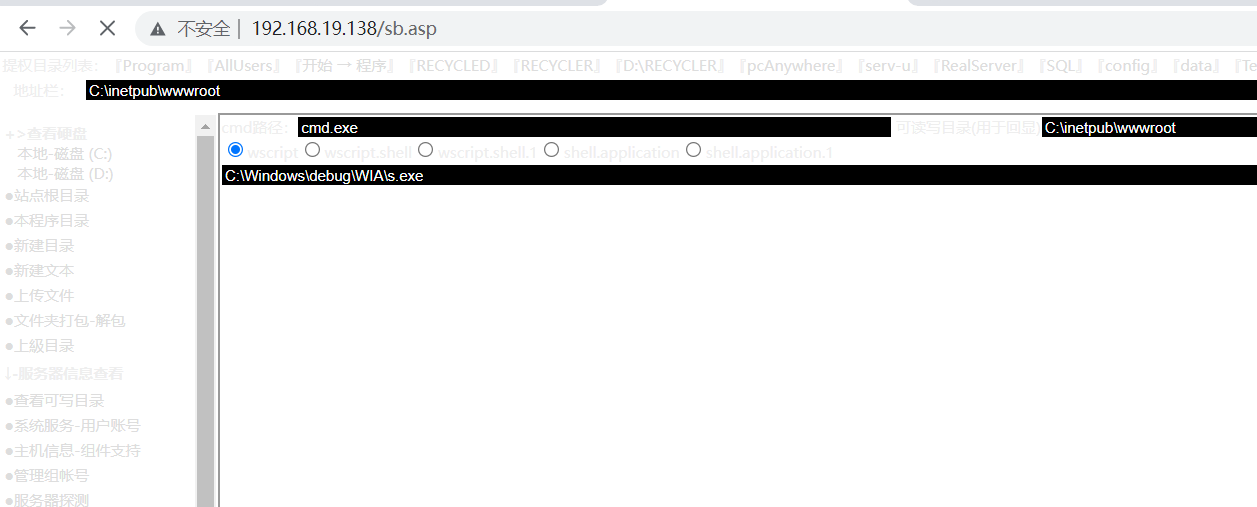 不安全 | 192.168.19.138/sb.asp
提权目录列表： 『Program』 『AllUsers』 『开始 → 程序』 『RECYCLED』 『RECYCLER』 『D:\RECYCLER』 『pcAnywhere』 『serv-u』 『RealServer』 『SQL』 『config』 『data』 『Te
地址栏： C:\inetpub\wwwroot
+>查看硬盘
本地-磁盘 (C:)
本地-磁盘 (D:)
●站点根目录
●本程序目录
●新建目录
●新建文本
●上传文件
●文件夹打包-解包
●上級目录
↓-服务器信息查看
●查看可写目录
●系统服务-用户账号
●主机信息-组件支持
●管理组帐号
●服务器探测
cmd路径： cmd.exe 可读写目录(用于回显) C:\inetpub\wwwroot
wscript wscript.shell wscript.shell.1 shell.application shell.application.1
C:\Windows\debug\WIA\s.exe